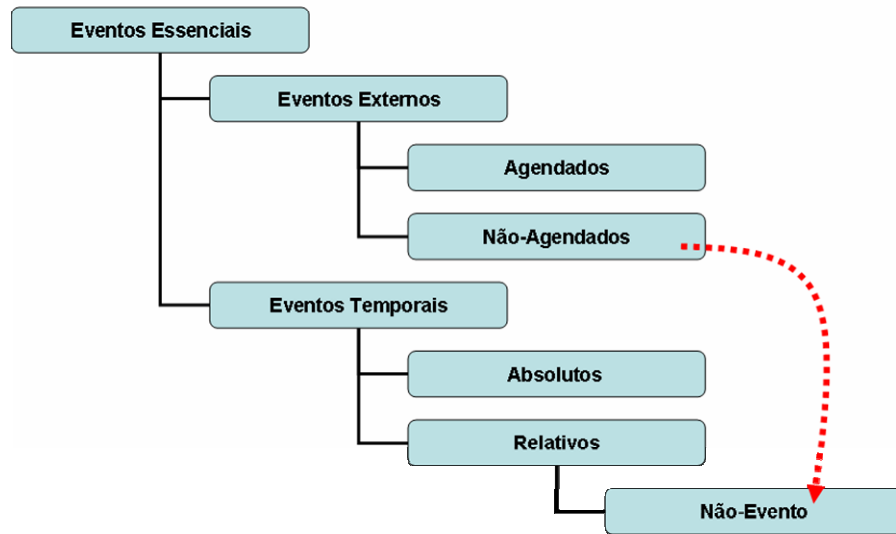 Eventos Essenciais
Eventos Externos
Agendados
Não-Agendados
Eventos Temporais
Absolutos
Relativos
Não-Evento